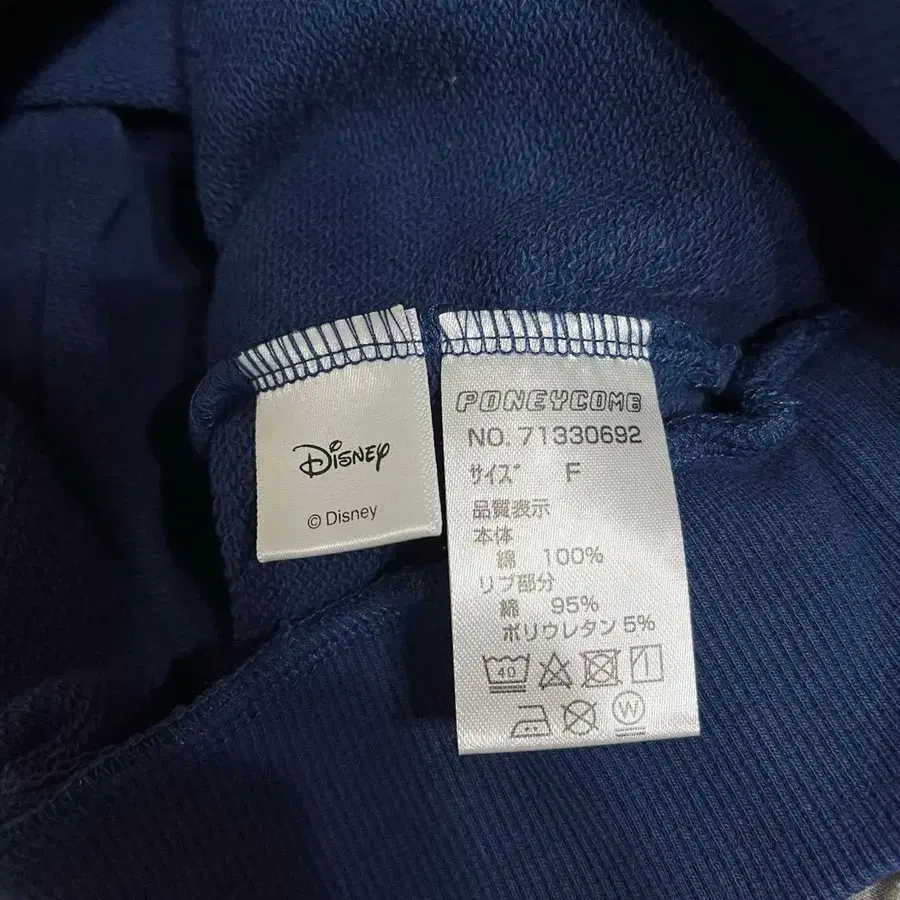 Disney
© Disney
PONEYCOMB
NO. 71330692
サイズ F
品質表示
本体
綿 100%
リブ部分
綿 95%
ポリウレタン 5%
40
W